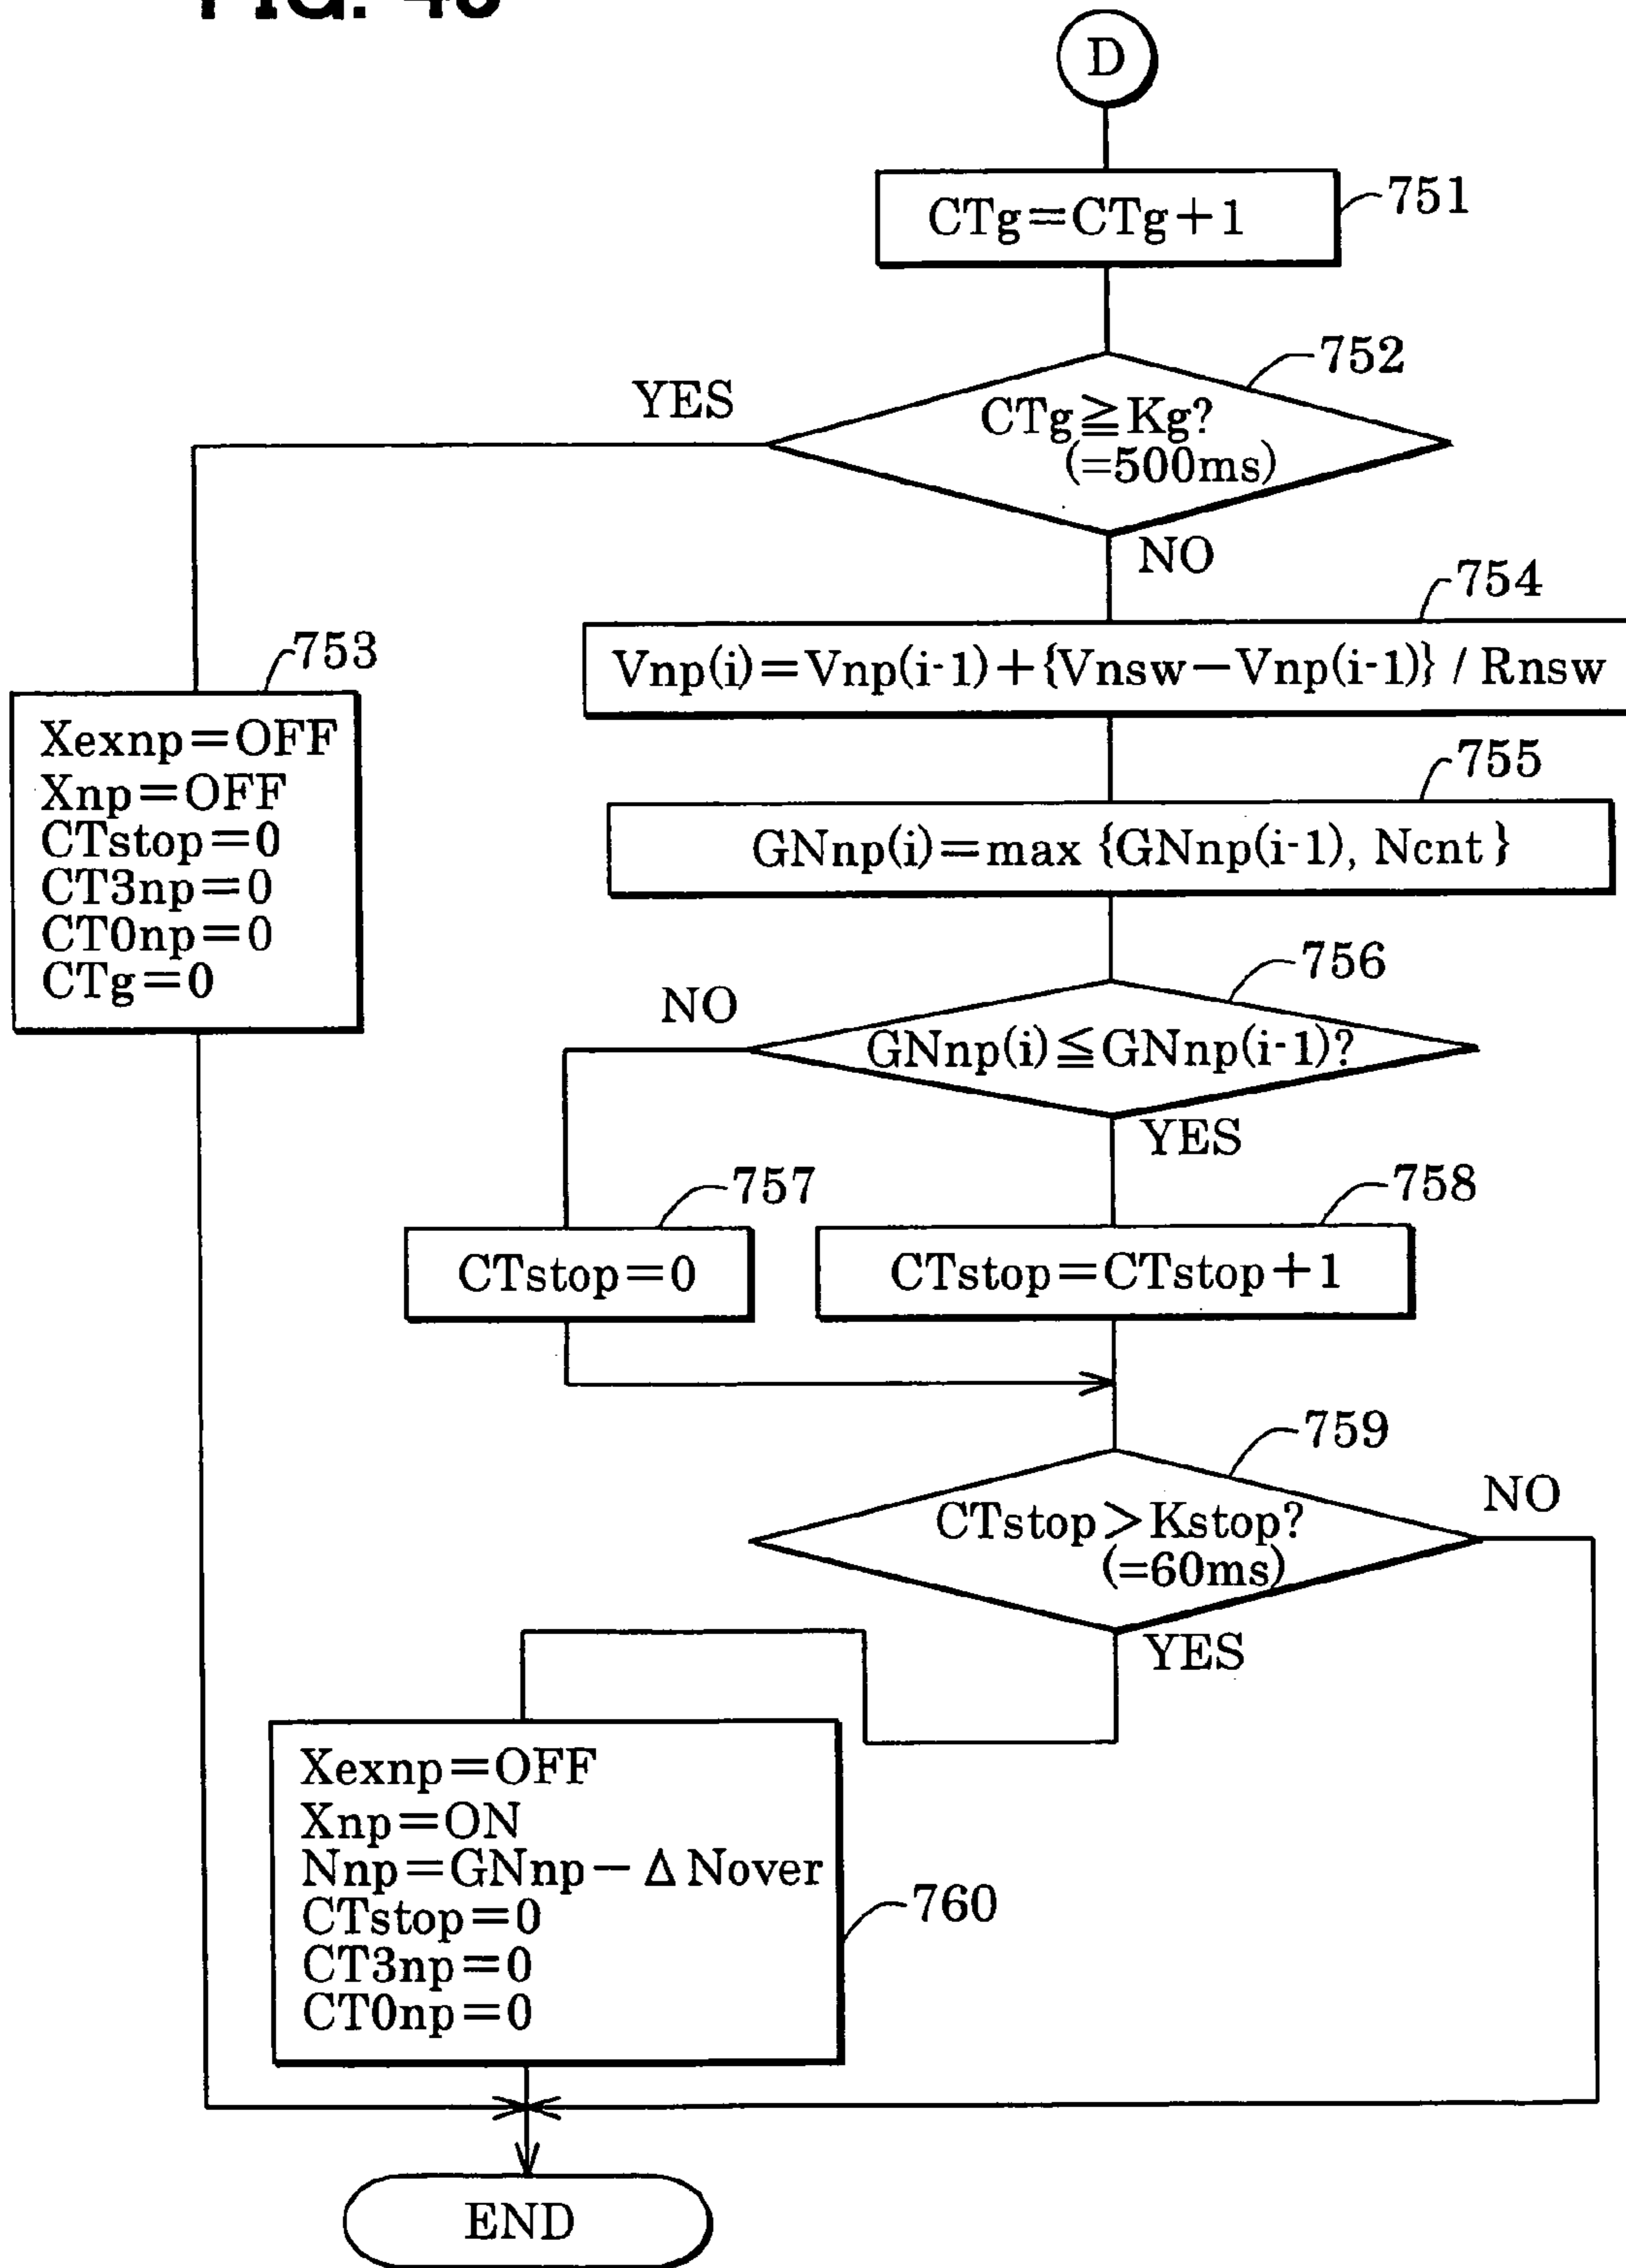 D
CTg=CTg+1
751
752
YES
CTg≧Kg?
(=500ms)
NO
754
Vnp(i)=Vnp(i-1)+{Vnsw−Vnp(i-1)} / Rnsw
753
Xexnp=OFF
Xnp=OFF
CTstop=0
CT3np=0
CT0np=0
CTg=0
755
GNnp(i)=max {GNnp(i-1), Ncnt}
756
NO
GNnp(i)≦GNnp(i-1)?
YES
757
CTstop=0
758
CTstop=CTstop+1
759
NO
CTstop>Kstop?
(=60ms)
YES
Xexnp=OFF
Xnp=ON
Nnp=GNnp−Δ Nover
CTstop=0
CT3np=0
CT0np=0
760
END